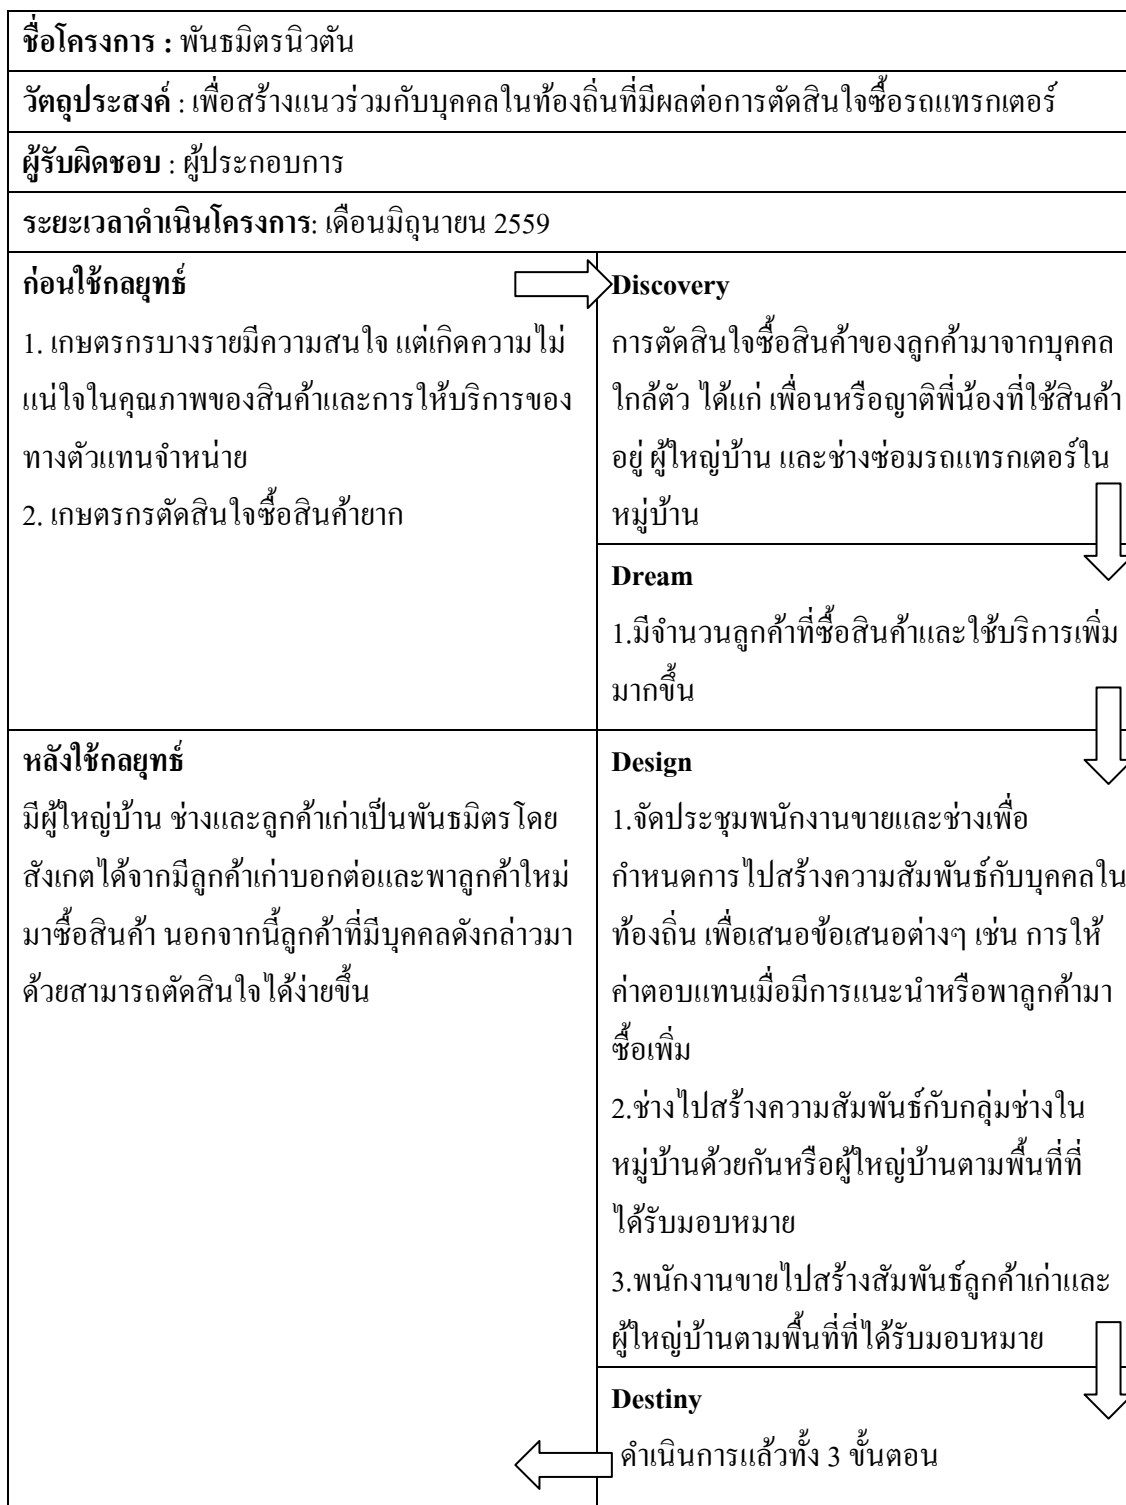 ชื่อโครงการ : พันธมิตรนิวตัน
วัตถุประสงค์ : เพื่อสร้างแนวร่วมกับบุคคลในท้องถิ่นที่มีผลต่อการตัดสินใจซื้อรถแทรกเตอร์
ผู้รับผิดชอบ : ผู้ประกอบการ
ระยะเวลาดำเนินโครงการ: เดือนมิถุนายน 2559
ก่อนใช้กลยุทธ์
1. เกษตรกรบางรายมีความสนใจ แต่เกิดความไม่
แน่ใจในคุณภาพของสินค้าและการให้บริการของ
ทางตัวแทนจำหน่าย
2. เกษตรกรตัดสินใจซื้อสินค้ายาก
Discovery
การตัดสินใจซื้อสินค้าของลูกค้ามาจากบุคคล
ใกล้ตัว ได้แก่ เพื่อนหรือญาติพี่น้องที่ใช้สินค้า
อยู่ ผู้ใหญ่บ้าน และช่างซ่อมรถแทรกเตอร์ใน
หมู่บ้าน
Dream
1.มีจำนวนลูกค้าที่ซื้อสินค้าและใช้บริการเพิ่ม
มากขึ้น
หลังใช้กลยุทธ์
มีผู้ใหญ่บ้าน ช่างและลูกค้าเก่าเป็นพันธมิตรโดย
สังเกตได้จากมีลูกค้าเก่าบอกต่อและพาลูกค้าใหม่
มาซื้อสินค้า นอกจากนี้ลูกค้าที่มีบุคคลดังกล่าวมา
ด้วยสามารถตัดสินใจได้ง่ายขึ้น
Design
1.จัดประชุมพนักงานขายและช่างเพื่อ
กำหนดการไปสร้างความสัมพันธ์กับบุคคลใน
ท้องถิ่น เพื่อเสนอข้อเสนอต่างๆ เช่น การให้
ค่าตอบแทนเมื่อมีการแนะนำหรือพาลูกค้ามา
ซื้อเพิ่ม
2.ช่างไปสร้างความสัมพันธ์กับกลุ่มช่างใน
หมู่บ้านด้วยกันหรือผู้ใหญ่บ้านตามพื้นที่ที่
ได้รับมอบหมาย
3.พนักงานขายไปสร้างสัมพันธ์ลูกค้าเก่าและ
ผู้ใหญ่บ้านตามพื้นที่ที่ได้รับมอบหมาย
Destiny
ดำเนินการแล้วทั้ง 3 ขั้นตอน